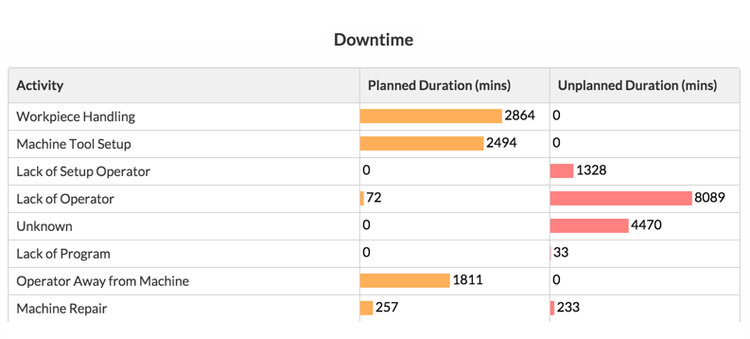 Downtime
Activity Planned Duration (mins) Unplanned Duration (mins)
Workpiece Handling 2864 0
Machine Tool Setup 2494 0
Lack of Setup Operator 0 1328
Lack of Operator 72 8089
Unknown 0 4470
Lack of Program 0 33
Operator Away from Machine 1811 0
Machine Repair 257 233